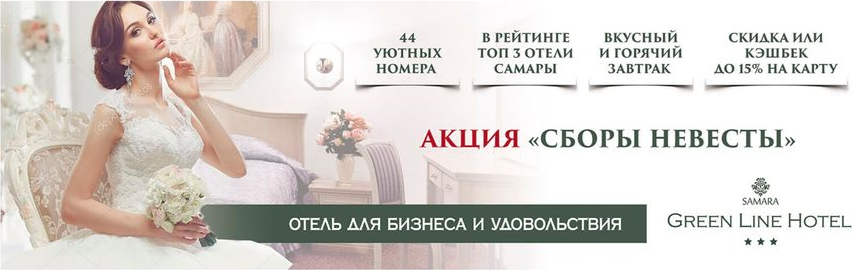 44
УЮТНЫХ
НОМЕРА
В РЕЙТИНГЕ
ТОП 3 ОТЕЛИ
САМАРЫ
ВКУСНЫЙ
И ГОРЯЧИЙ
ЗАВТРАК
СКИДКА ИЛИ
КЭШБЕК
ДО 15% НА КАРТУ
АКЦИЯ «СБОРЫ НЕВЕСТЫ»
ОТЕЛЬ ДЛЯ БИЗНЕСА И УДОВОЛЬСТВИЯ
SAMARA
GREEN LINE HOTEL